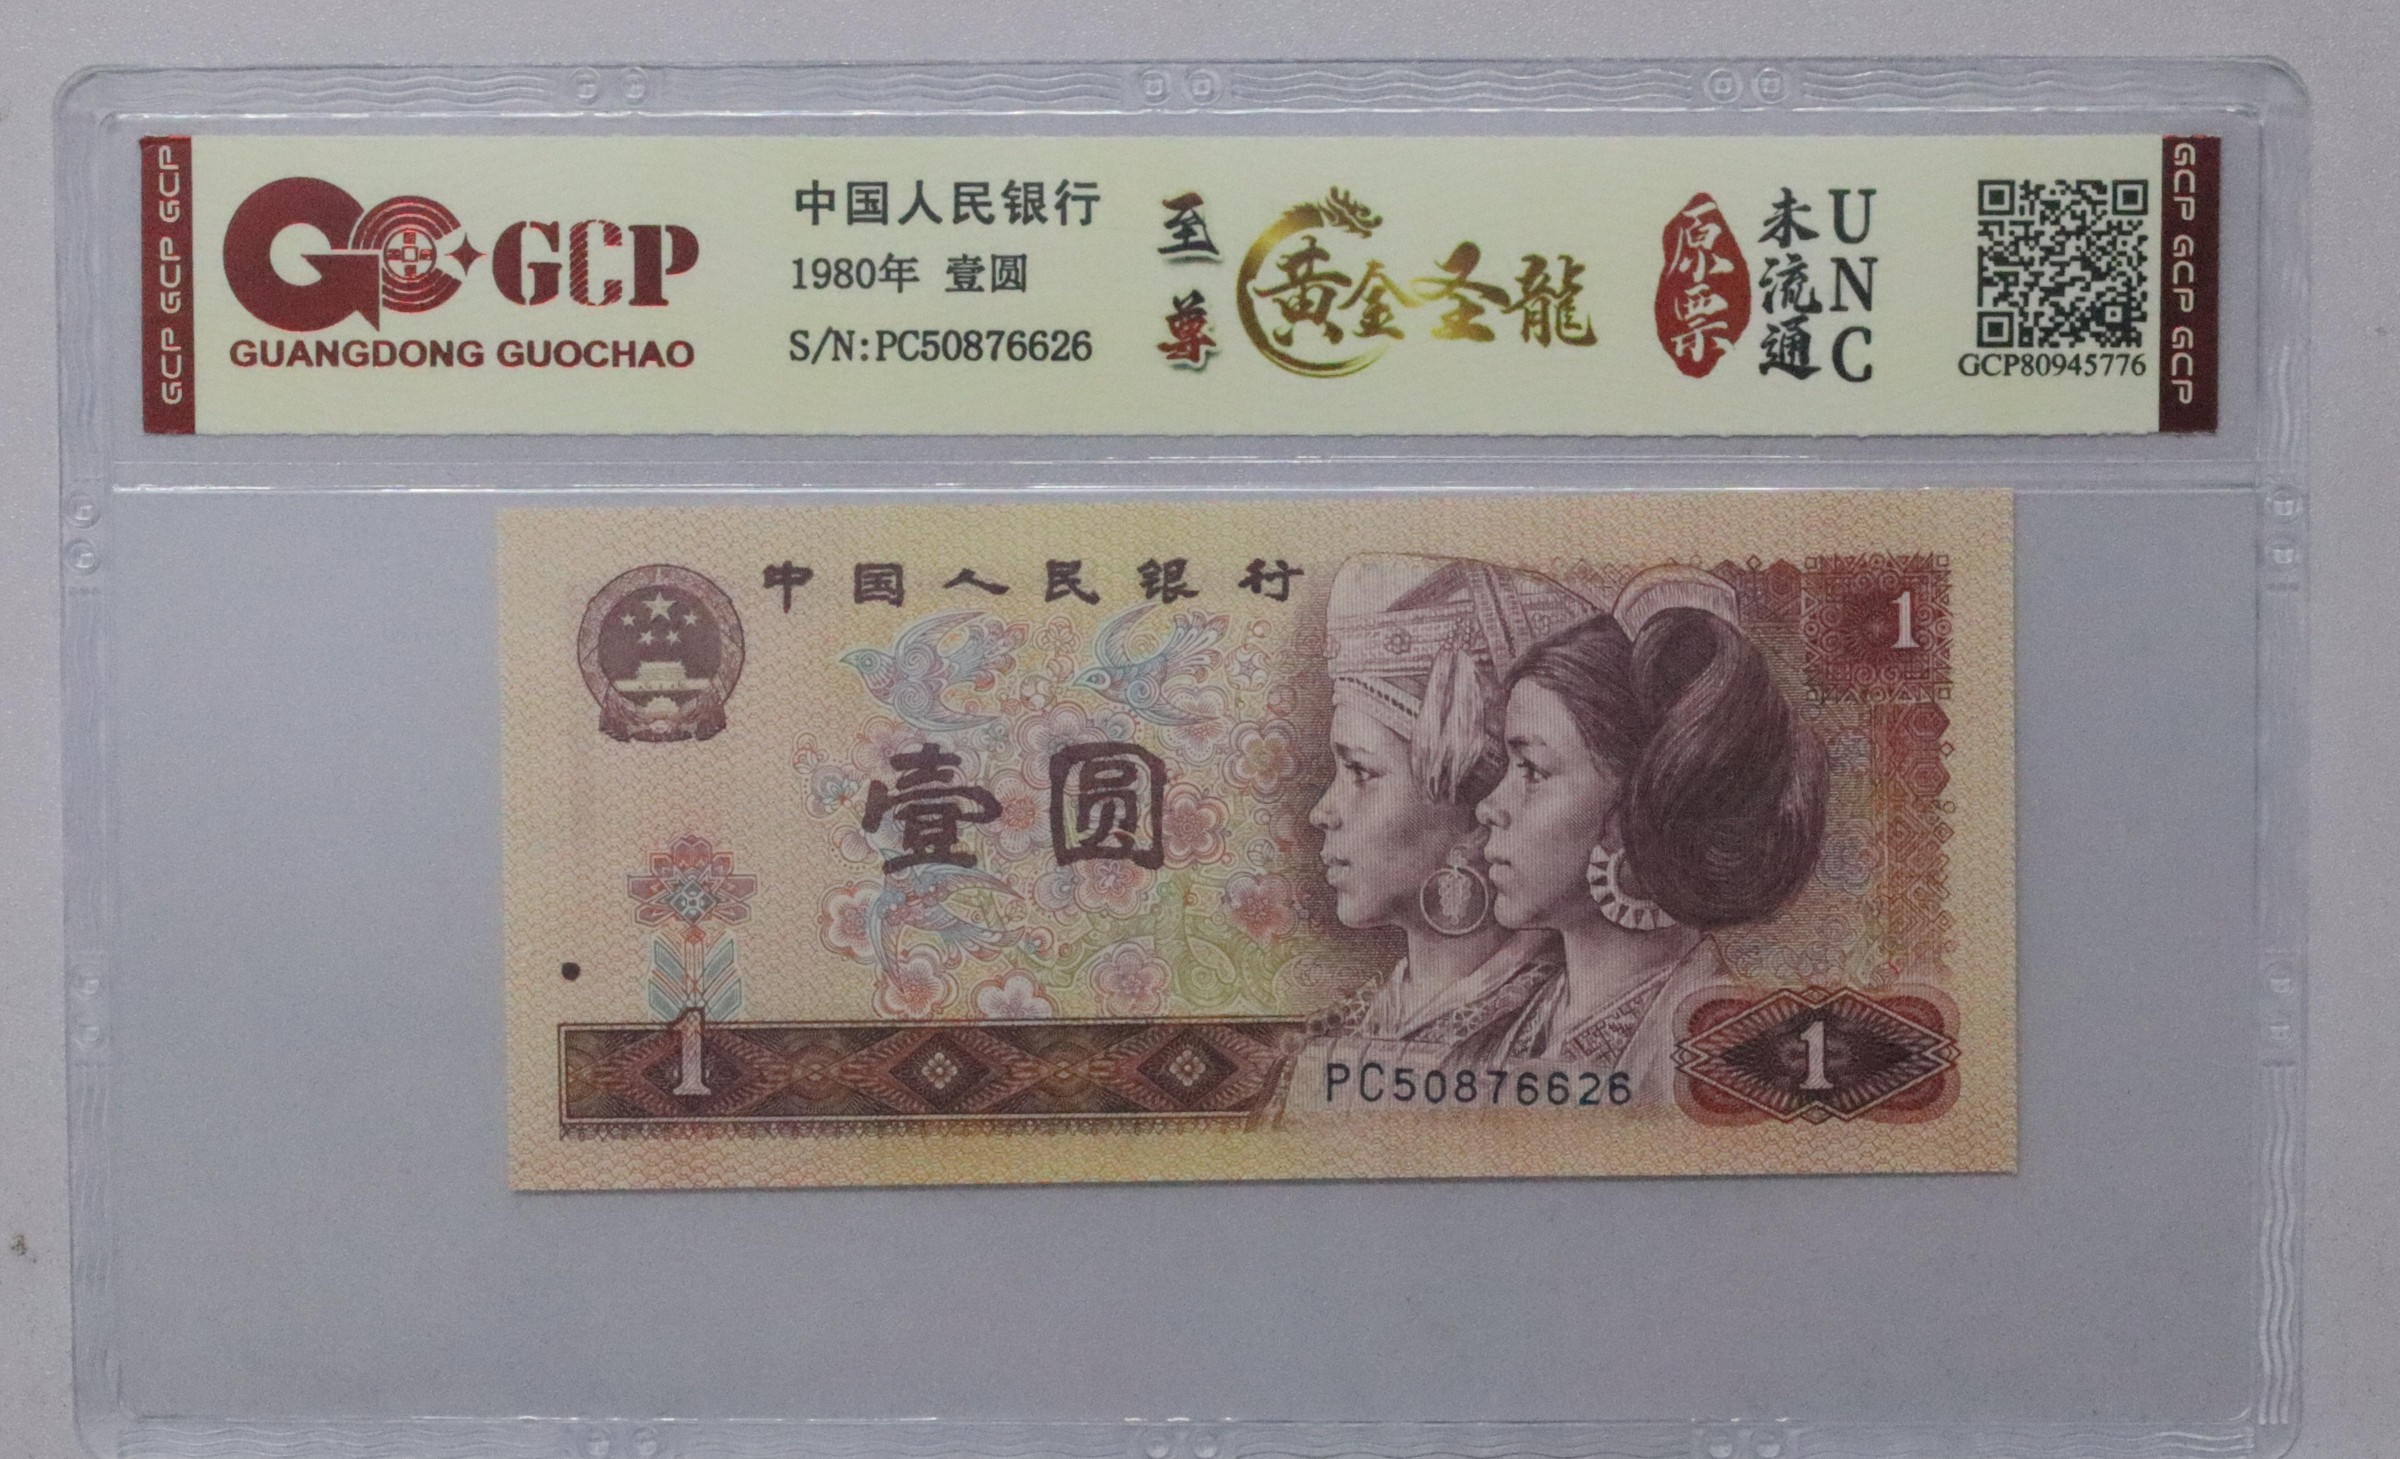 GCP GCP GCP
GCP
GUANGDONG GUOCHAO
中国人民银行
1980年 壹圆
S/N:PC50876626
至尊
黄金圣龍
原票
未流通
UNC
GCP80945776
GCP GCP GCP
中国人民银行
1
壹圆
1
PC50876626
1